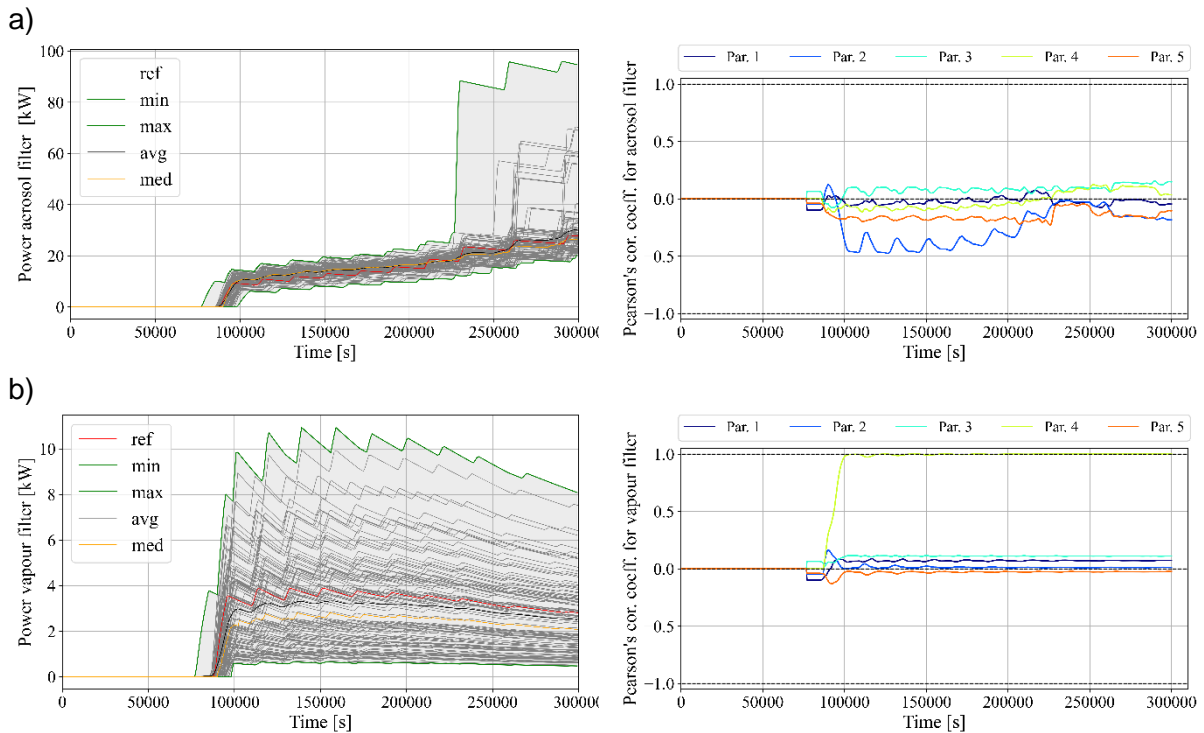 a)
Power aerosol filter [kW]
100
80
60
40
20
0
ref
min
max
avg
med
0
50000
100000
150000
200000
250000
30000(
Time [s]
Par. 1
Par. 2
Par. 3
Par. 4
Par. 5
Pearson's cor. coeff. for aerosol filter
1.0
0.5
0.0
0.5
−1.0
0
50000
100000
150000
200000
250000
300000
Time [s]
b)
Power vapour filter [kW]
10
8
6
4
2
0
ref
min
max
avg
med
0
50000
100000
150000
200000
250000
30000(
Time [s]
Par. 1
Par. 2
Par. 3
Par. 4
Par. 5
Pearson's cor. coeff. for vapour filter
1.0
0.5
0.0
0.5
−1.0
0
50000
100000
150000
200000
250000
300000
Time [s]